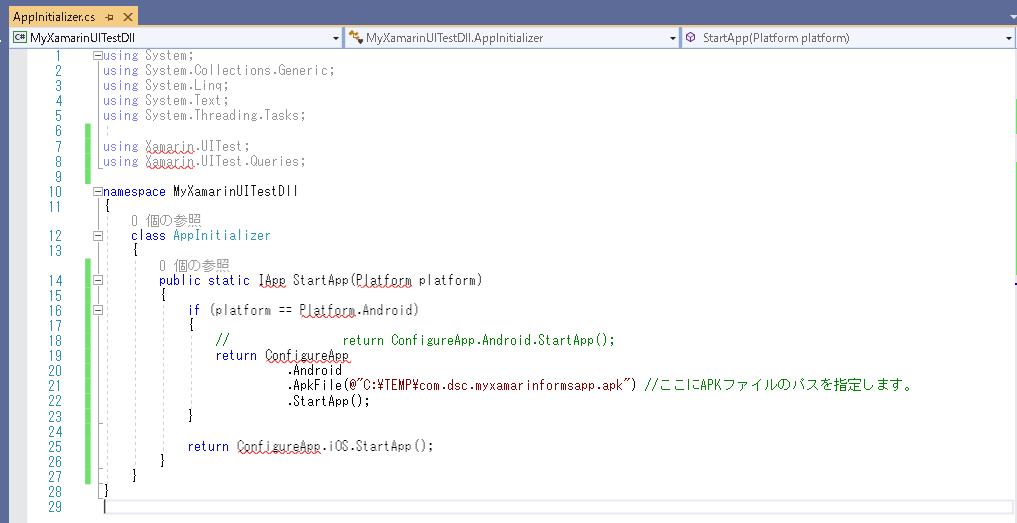 AppInitializer.cs
C# MyXamarinUITestDll
MyXamarinUITestDll.AppInitializer
StartApp(Platform platform)
1 using System;
2 using System.Collections.Generic;
3 using System.Linq;
4 using System.Text;
5 using System.Threading.Tasks;
6
7 using Xamarin.UITest;
8 using Xamarin.UITest.Queries;
9
10 namespace MyXamarinUITestDll
11 {
0 個の参照
12 class AppInitializer
13 {
0 個の参照
14 public static IApp StartApp(Platform platform)
15 {
16 if (platform == Platform.Android)
17 {
18 // return ConfigureApp.Android.StartApp();
19 return ConfigureApp
20 .Android
21 .ApkFile(@"C:¥TEMP¥com.dsc.myxamarinformsapp.apk") //ここにAPKファイルのパスを指定します。
22 .StartApp();
23 }
24
25 return ConfigureApp.iOS.StartApp();
26 }
27 }
28 }
29